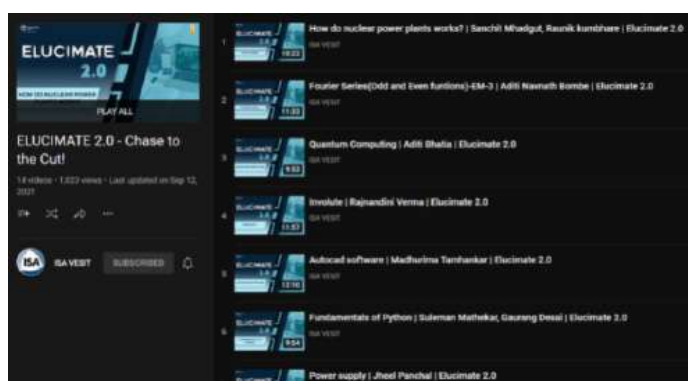 ELUCIMATE
2.0
HOW DO NUCLEAR POWER
PLAY ALL
ELUCIMATE 2.0 - Chase to
the Cut!
14 videos • 1,023 views • Last updated on Sep 12,
2021
ISA
ISA VESIT
SUBSCRIBED
1
How do nuclear power plants works? | Sanchit Mhadgut, Raunik kumbhare | Elucimate 2.0
ISA VESIT
10:23
2
Fourier Series(Odd and Even funtions)-EM-3 | Aditi Navnath Bombe | Elucimate 2.0
ISA VESIT
11:33
3
Quantum Computing | Aditi Bhatia | Elucimate 2.0
ISA VESIT
9:53
4
Involute | Rajnandini Verma | Elucimate 2.0
ISA VESIT
11:57
5
Autocad software | Madhurima Tamhankar | Elucimate 2.0
ISA VESIT
12:10
6
Fundamentals of Python | Suleman Mathekar, Gaurang Desai | Elucimate 2.0
ISA VESIT
9:54
Power supply | Jheel Panchal | Elucimate 2.0